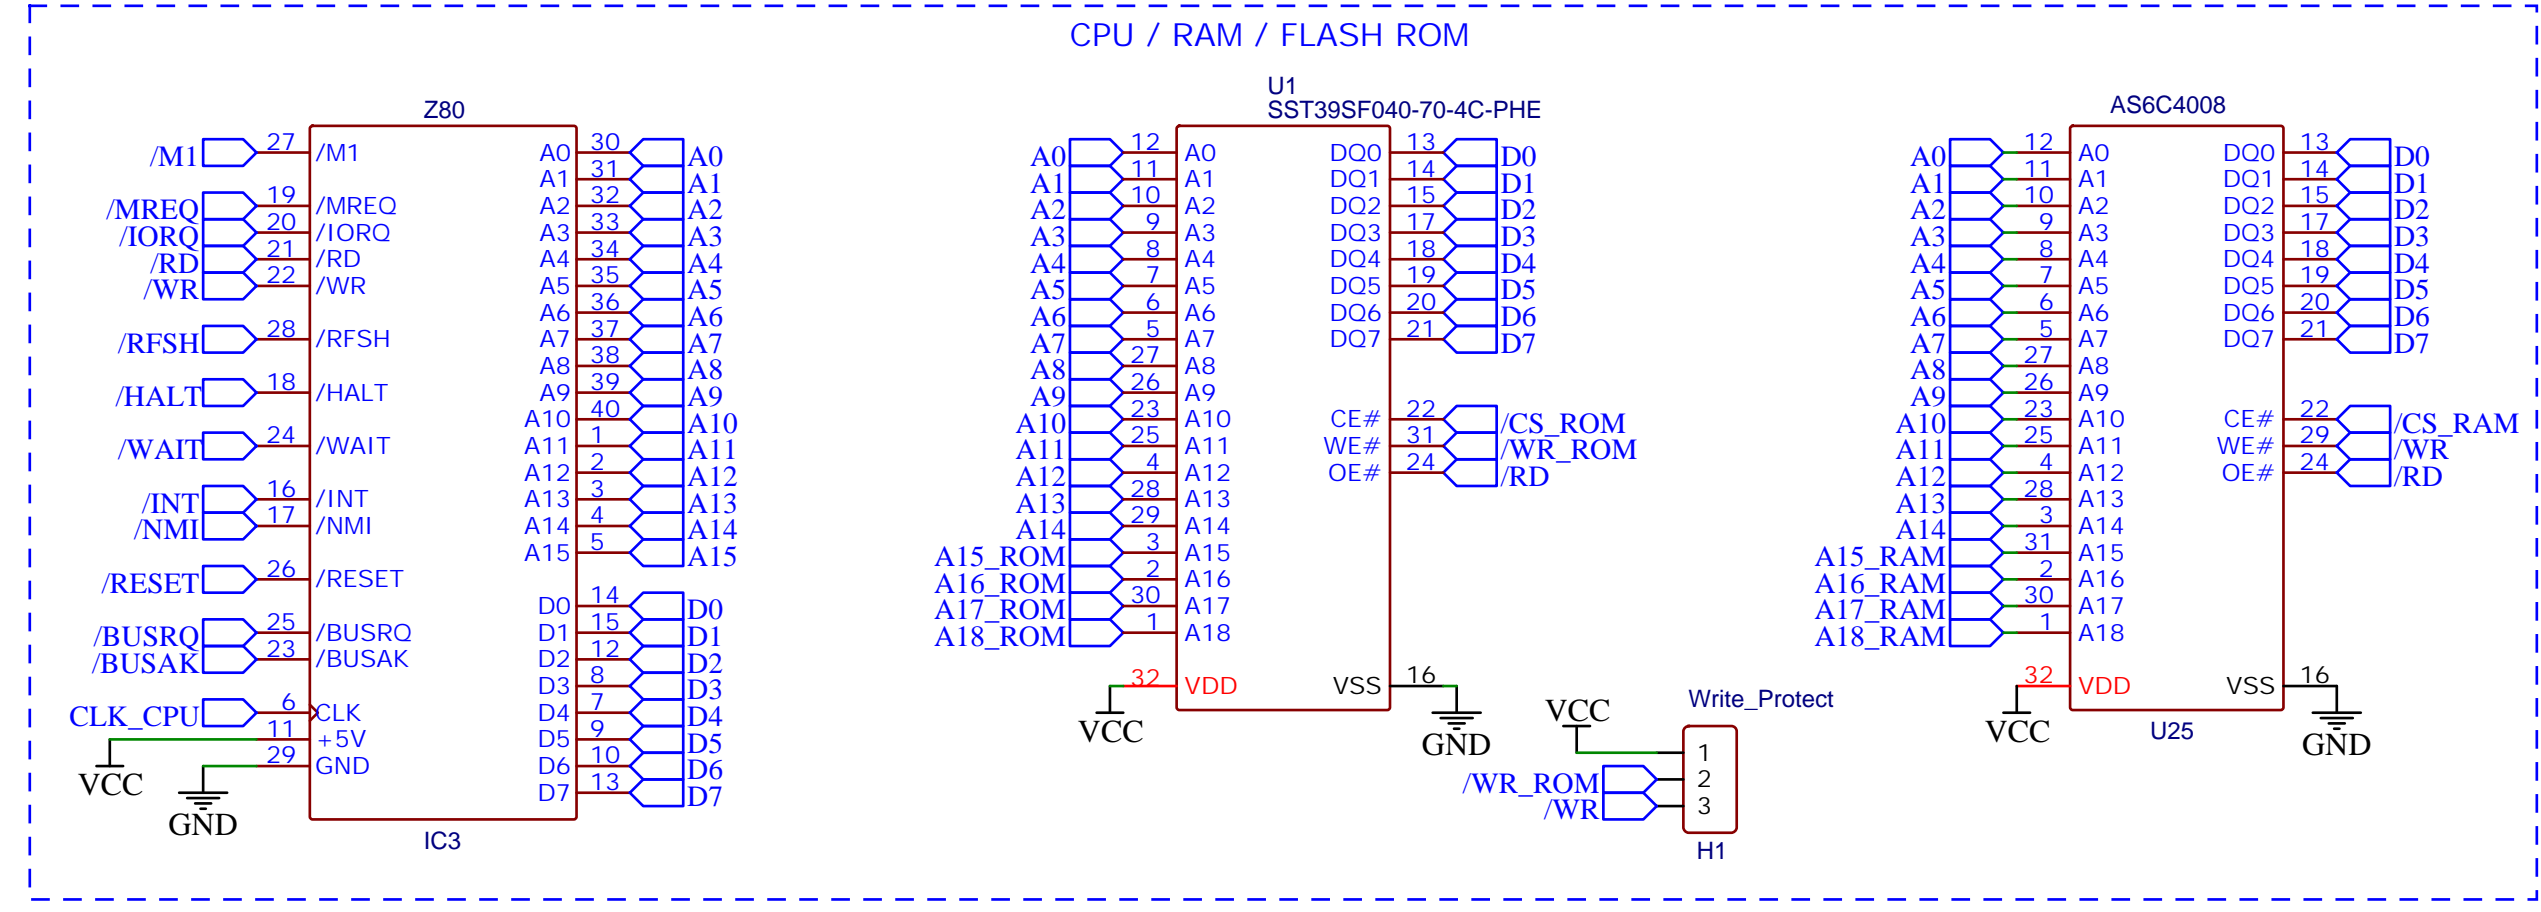 CPU / RAM / FLASH ROM
Z80
/M1 27 /M1 A0 30 A0
A1 31 A1
/MREQ 19 /MREQ A2 32 A2
/IORQ 20 /IORQ A3 33 A3
/RD 21 /RD A4 34 A4
/WR 22 /WR A5 35 A5
A6 36 A6
/RFSH 28 /RFSH A7 37 A7
A8 38 A8
/HALT 18 /HALT A9 39 A9
A10 40 A10
/WAIT 24 /WAIT A11 1 A11
A12 2 A12
/INT 16 /INT A13 3 A13
/NMI 17 /NMI A14 4 A14
A15 5 A15
/RESET 26 /RESET
D0 14 D0
/BUSRQ 25 /BUSRQ D1 15 D1
/BUSAK 23 /BUSAK D2 12 D2
D3 8 D3
CLK_CPU 6 CLK D4 7 D4
11 +5V D5 9 D5
29 GND D6 10 D6
VCC D7 13 D7
GND
IC3
U1
SST39SF040-70-4C-PHE
A0 12 A0 DQ0 13 D0
A1 11 A1 DQ1 14 D1
A2 10 A2 DQ2 15 D2
A3 9 A3 DQ3 17 D3
A4 8 A4 DQ4 18 D4
A5 7 A5 DQ5 19 D5
A6 6 A6 DQ6 20 D6
A7 5 A7 DQ7 21 D7
A8 27 A8
A9 26 A9
A10 23 A10 CE# 22 /CS_ROM
A11 25 A11 WE# 31 /WR_ROM
A12 4 A12 OE# 24 /RD
A13 28 A13
A14 29 A14
A15_ROM 3 A15
A16_ROM 2 A16
A17_ROM 30 A17
A18_ROM 1 A18
32 VDD VSS 16
VCC GND
Write_Protect
VCC 1
/WR_ROM 2
/WR 3
H1
AS6C4008
A0 12 A0 DQ0 13 D0
A1 11 A1 DQ1 14 D1
A2 10 A2 DQ2 15 D2
A3 9 A3 DQ3 17 D3
A4 8 A4 DQ4 18 D4
A5 7 A5 DQ5 19 D5
A6 6 A6 DQ6 20 D6
A7 5 A7 DQ7 21 D7
A8 27 A8
A9 26 A9
A10 23 A10 CE# 22 /CS_RAM
A11 25 A11 WE# 29 /WR
A12 4 A12 OE# 24 /RD
A13 28 A13
A14 3 A14
A15_RAM 31 A15
A16_RAM 2 A16
A17_RAM 30 A17
A18_RAM 1 A18
32 VDD VSS 16
VCC GND
U25